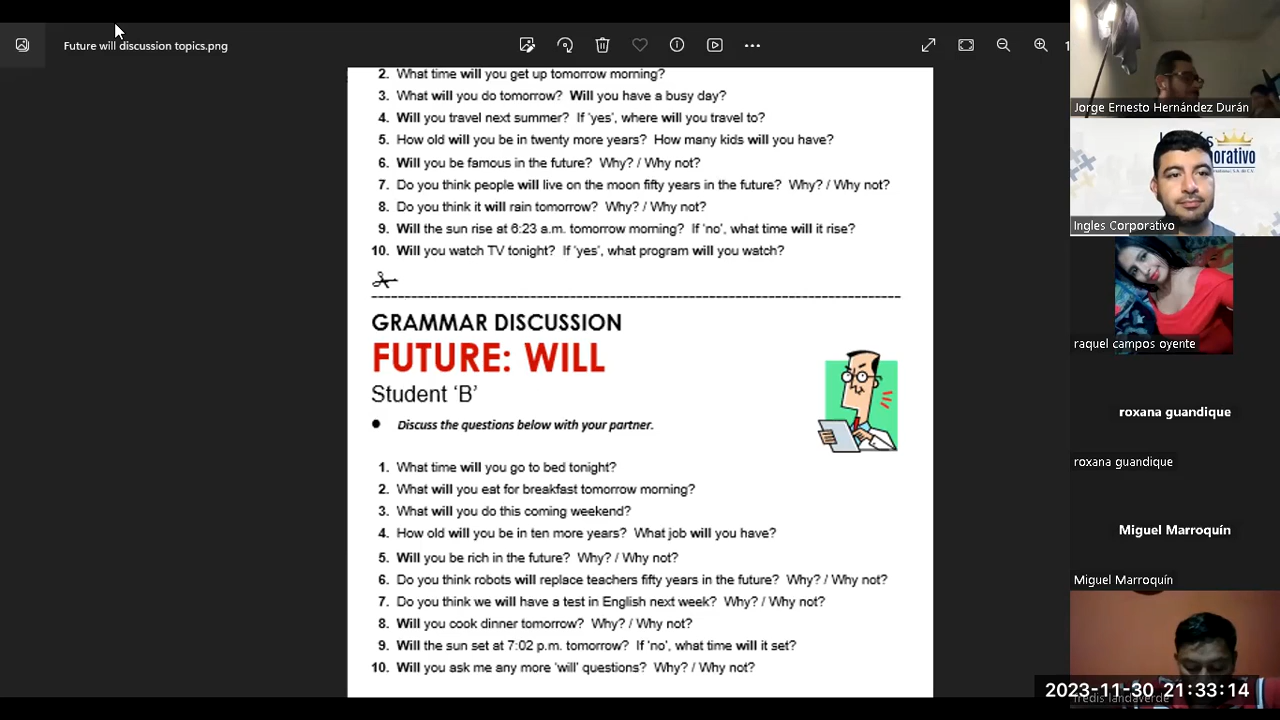 Future will discussion topics.png
2. What time will you get up tomorrow morning?
3. What will you do tomorrow? Will you have a busy day?
4. Will you travel next summer? If 'yes', where will you travel to?
5. How old will you be in twenty more years? How many kids will you have?
6. Will you be famous in the future? Why? / Why not?
7. Do you think people will live on the moon fifty years in the future? Why? / Why not?
8. Do you think it will rain tomorrow? Why? / Why not?
9. Will the sun rise at 6:23 a.m. tomorrow morning? If 'no', what time will it rise?
10. Will you watch TV tonight? If 'yes', what program will you watch?
GRAMMAR DISCUSSION
FUTURE: WILL
Student 'B'
● Discuss the questions below with your partner.
1. What time will you go to bed tonight?
2. What will you eat for breakfast tomorrow morning?
3. What will you do this coming weekend?
4. How old will you be in ten more years? What job will you have?
5. Will you be rich in the future? Why? / Why not?
6. Do you think robots will replace teachers fifty years in the future? Why? / Why not?
7. Do you think we will have a test in English next week? Why? / Why not?
8. Will you cook dinner tomorrow? Why? / Why not?
9. Will the sun set at 7:02 p.m. tomorrow? If 'no', what time will it set?
10. Will you ask me any more 'will' questions? Why? / Why not?
Jorge Ernesto Hernández Durán
Ingles Corporativo
raquel campos oyente
roxana guandique
roxana guandique
Miguel Marroquín
Miguel Marroquín
fredis landaverde
2023-11-30 21:33:14